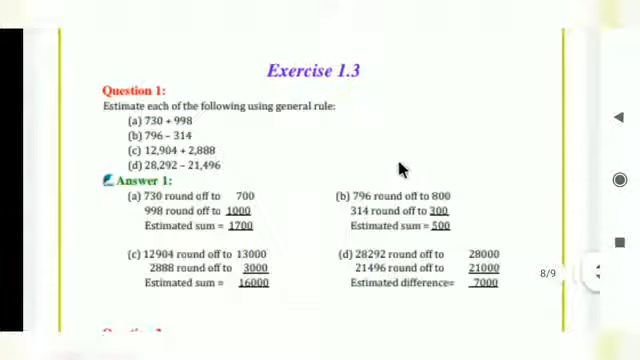 Exercise 1.3
Question 1:
Estimate each of the following using general rule:
(a) 730 + 998
(b) 796 – 314
(c) 12,904 + 2,888
(d) 28,292 – 21,496
Answer 1:
(a) 730 round off to 700
998 round off to 1000
Estimated sum = 1700
(b) 796 round off to 800
314 round off to 300
Estimated sum = 500
(c) 12904 round off to 13000
2888 round off to 3000
Estimated sum = 16000
(d) 28292 round off to 28000
21496 round off to 21000
Estimated difference= 7000
8/9